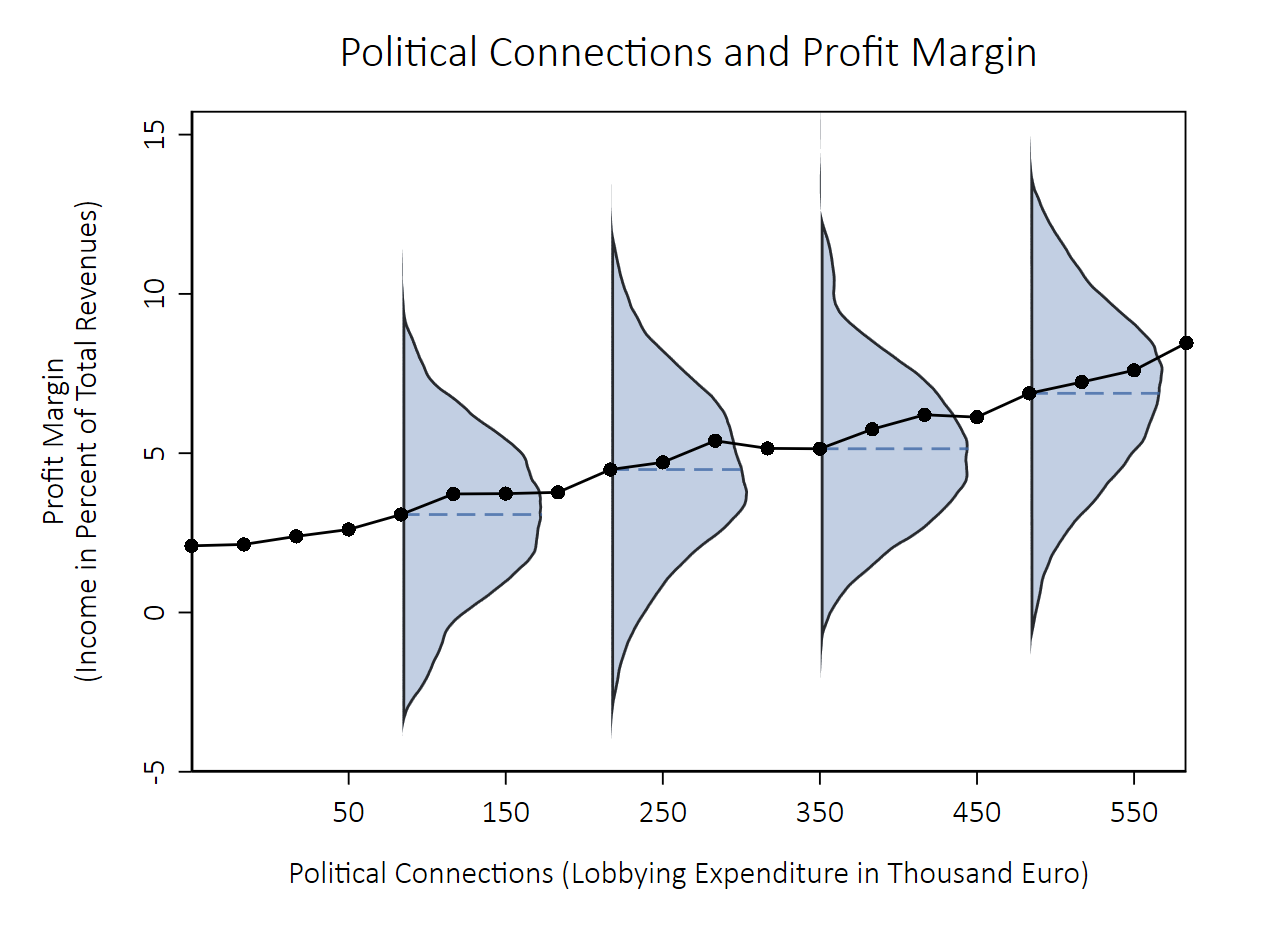 Political Connections and Profit Margin
Profit Margin
(Income in Percent of Total Revenues)
15
10
5
0
-5
50 150 250 350 450 550
Political Connections (Lobbying Expenditure in Thousand Euro)